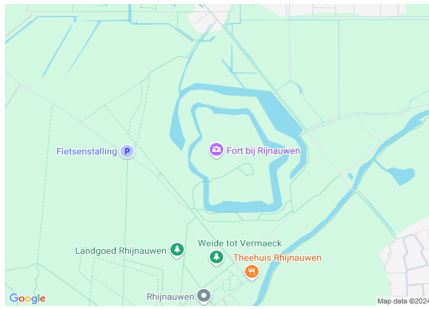 Fort bij Rijnauwen
Fietsenstalling
P
Weide tot Vermaeck
Landgoed Rhijnauwen
Theehuis Rhijnauwen
Rhijnauwen
Google
Map data ©2024